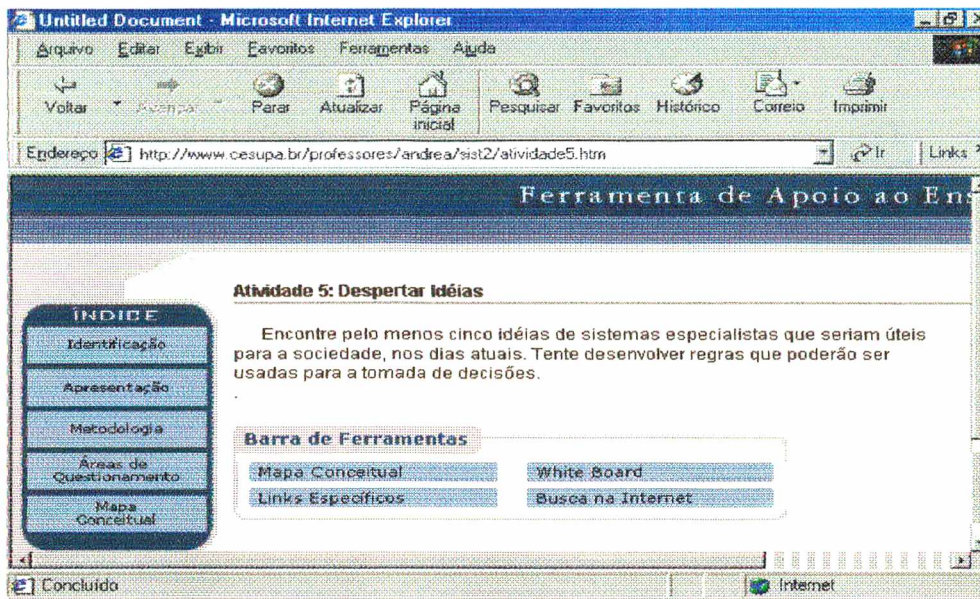 Untitled Document - Microsoft Internet Explorer
Arquivo Editar Exibir Favoritos Ferramentas Ajuda
Voltar Avançar Parar Atualizar Página inicial Pesquisar Favoritos Histórico Correio Imprimir
Endereço http://www.cesupa.br/professores/andrea/sist2/atividade5.htm Ir Links
Ferramenta de Apoio ao Ens
Atividade 5: Despertar Idéias
Encontre pelo menos cinco idéias de sistemas especialistas que seriam úteis
para a sociedade, nos dias atuais. Tente desenvolver regras que poderão ser
usadas para a tomada de decisões.
.
ÍNDICE
Identificação
Apresentação
Metodologia
Áreas de
Questionamento
Mapa
Conceitual
Barra de Ferramentas
Mapa Conceitual White Board
Links Específicos Busca na Internet
Concluído Internet